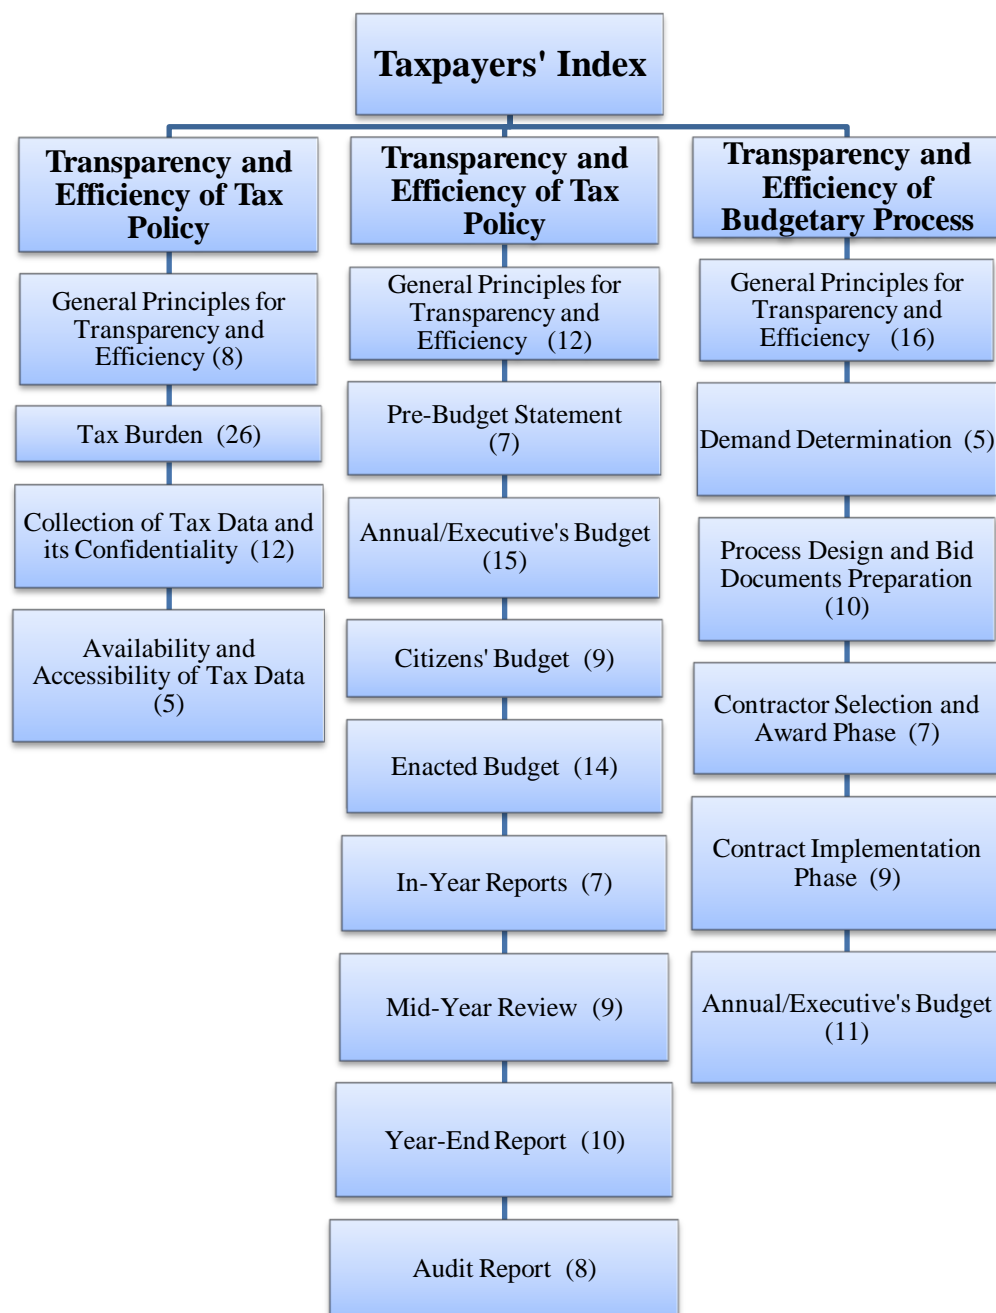 Taxpayers' Index
Transparency and
Efficiency of Tax
Policy
General Principles for
Transparency and
Efficiency (8)
Tax Burden (26)
Collection of Tax Data and
its Confidentiality (12)
Availability and
Accessibility of Tax Data
(5)
Transparency and
Efficiency of Tax
Policy
General Principles for
Transparency and
Efficiency (12)
Pre-Budget Statement
(7)
Annual/Executive's Budget
(15)
Citizens' Budget (9)
Enacted Budget (14)
In-Year Reports (7)
Mid-Year Review (9)
Year-End Report (10)
Audit Report (8)
Transparency and
Efficiency of
Budgetary Process
General Principles for
Transparency and
Efficiency (16)
Demand Determination (5)
Process Design and Bid
Documents Preparation
(10)
Contractor Selection and
Award Phase (7)
Contract Implementation
Phase (9)
Annual/Executive's Budget
(11)